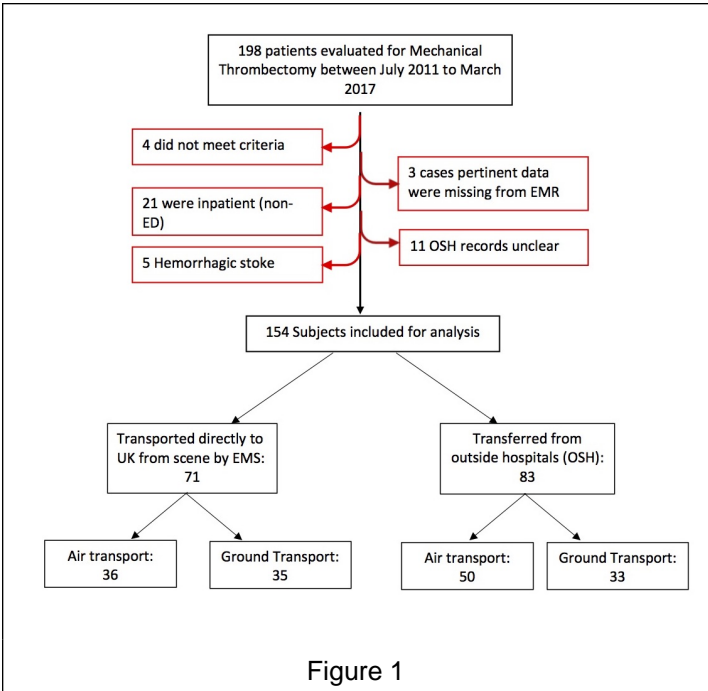 198 patients evaluated for Mechanical
Thrombectomy between July 2011 to March
2017
4 did not meet criteria
3 cases pertinent data
were missing from EMR
21 were inpatient (non-
ED)
11 OSH records unclear
5 Hemorrhagic stoke
154 Subjects included for analysis
Transported directly to
UK from scene by EMS:
71
Transferred from
outside hospitals (OSH):
83
Air transport:
36
Ground Transport:
35
Air transport:
50
Ground Transport:
33
Figure 1